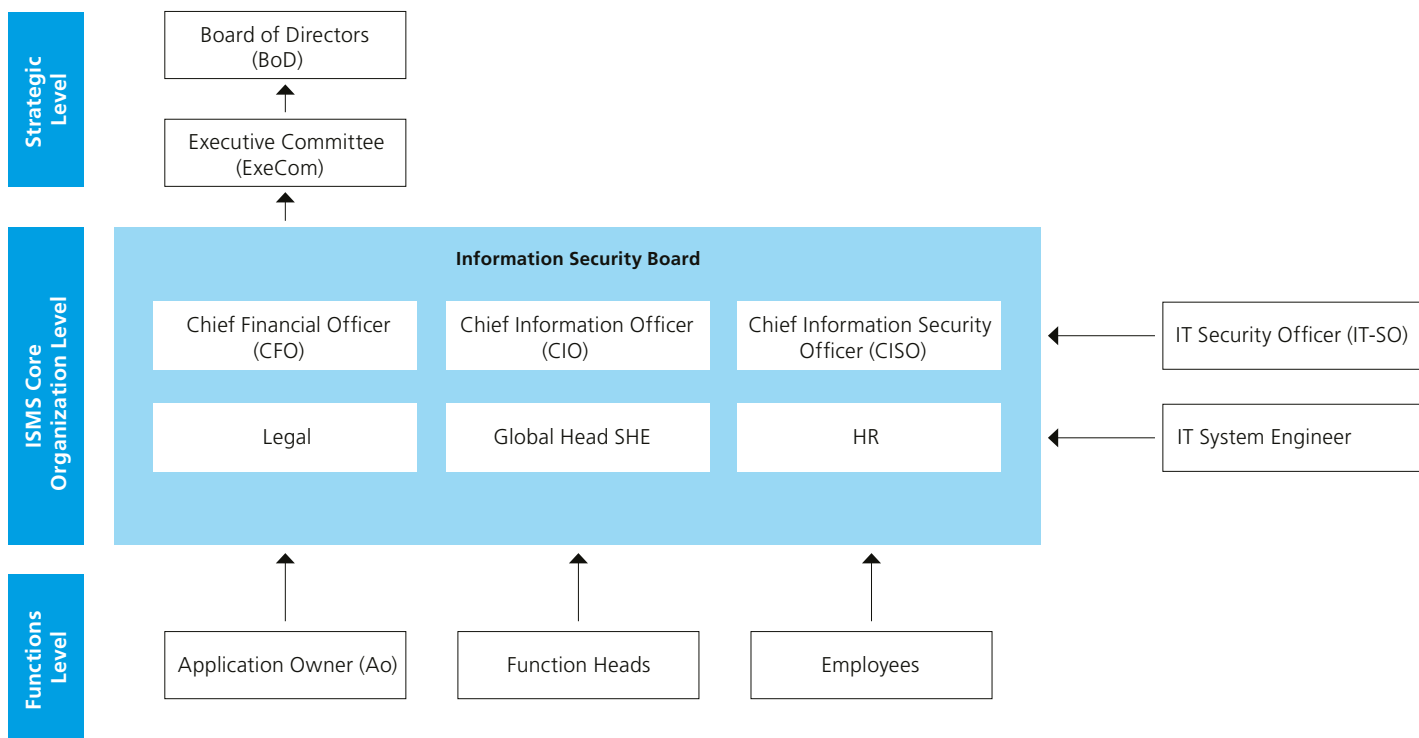 Strategic
Level
Board of Directors
(BoD)
Executive Committee
(ExeCom)
ISMS Core
Organization Level
Information Security Board
Chief Financial Officer
(CFO)
Chief Information Officer
(CIO)
Chief Information Security
Officer (CISO)
Legal
Global Head SHE
HR
IT Security Officer (IT-SO)
IT System Engineer
Functions
Level
Application Owner (Ao)
Function Heads
Employees